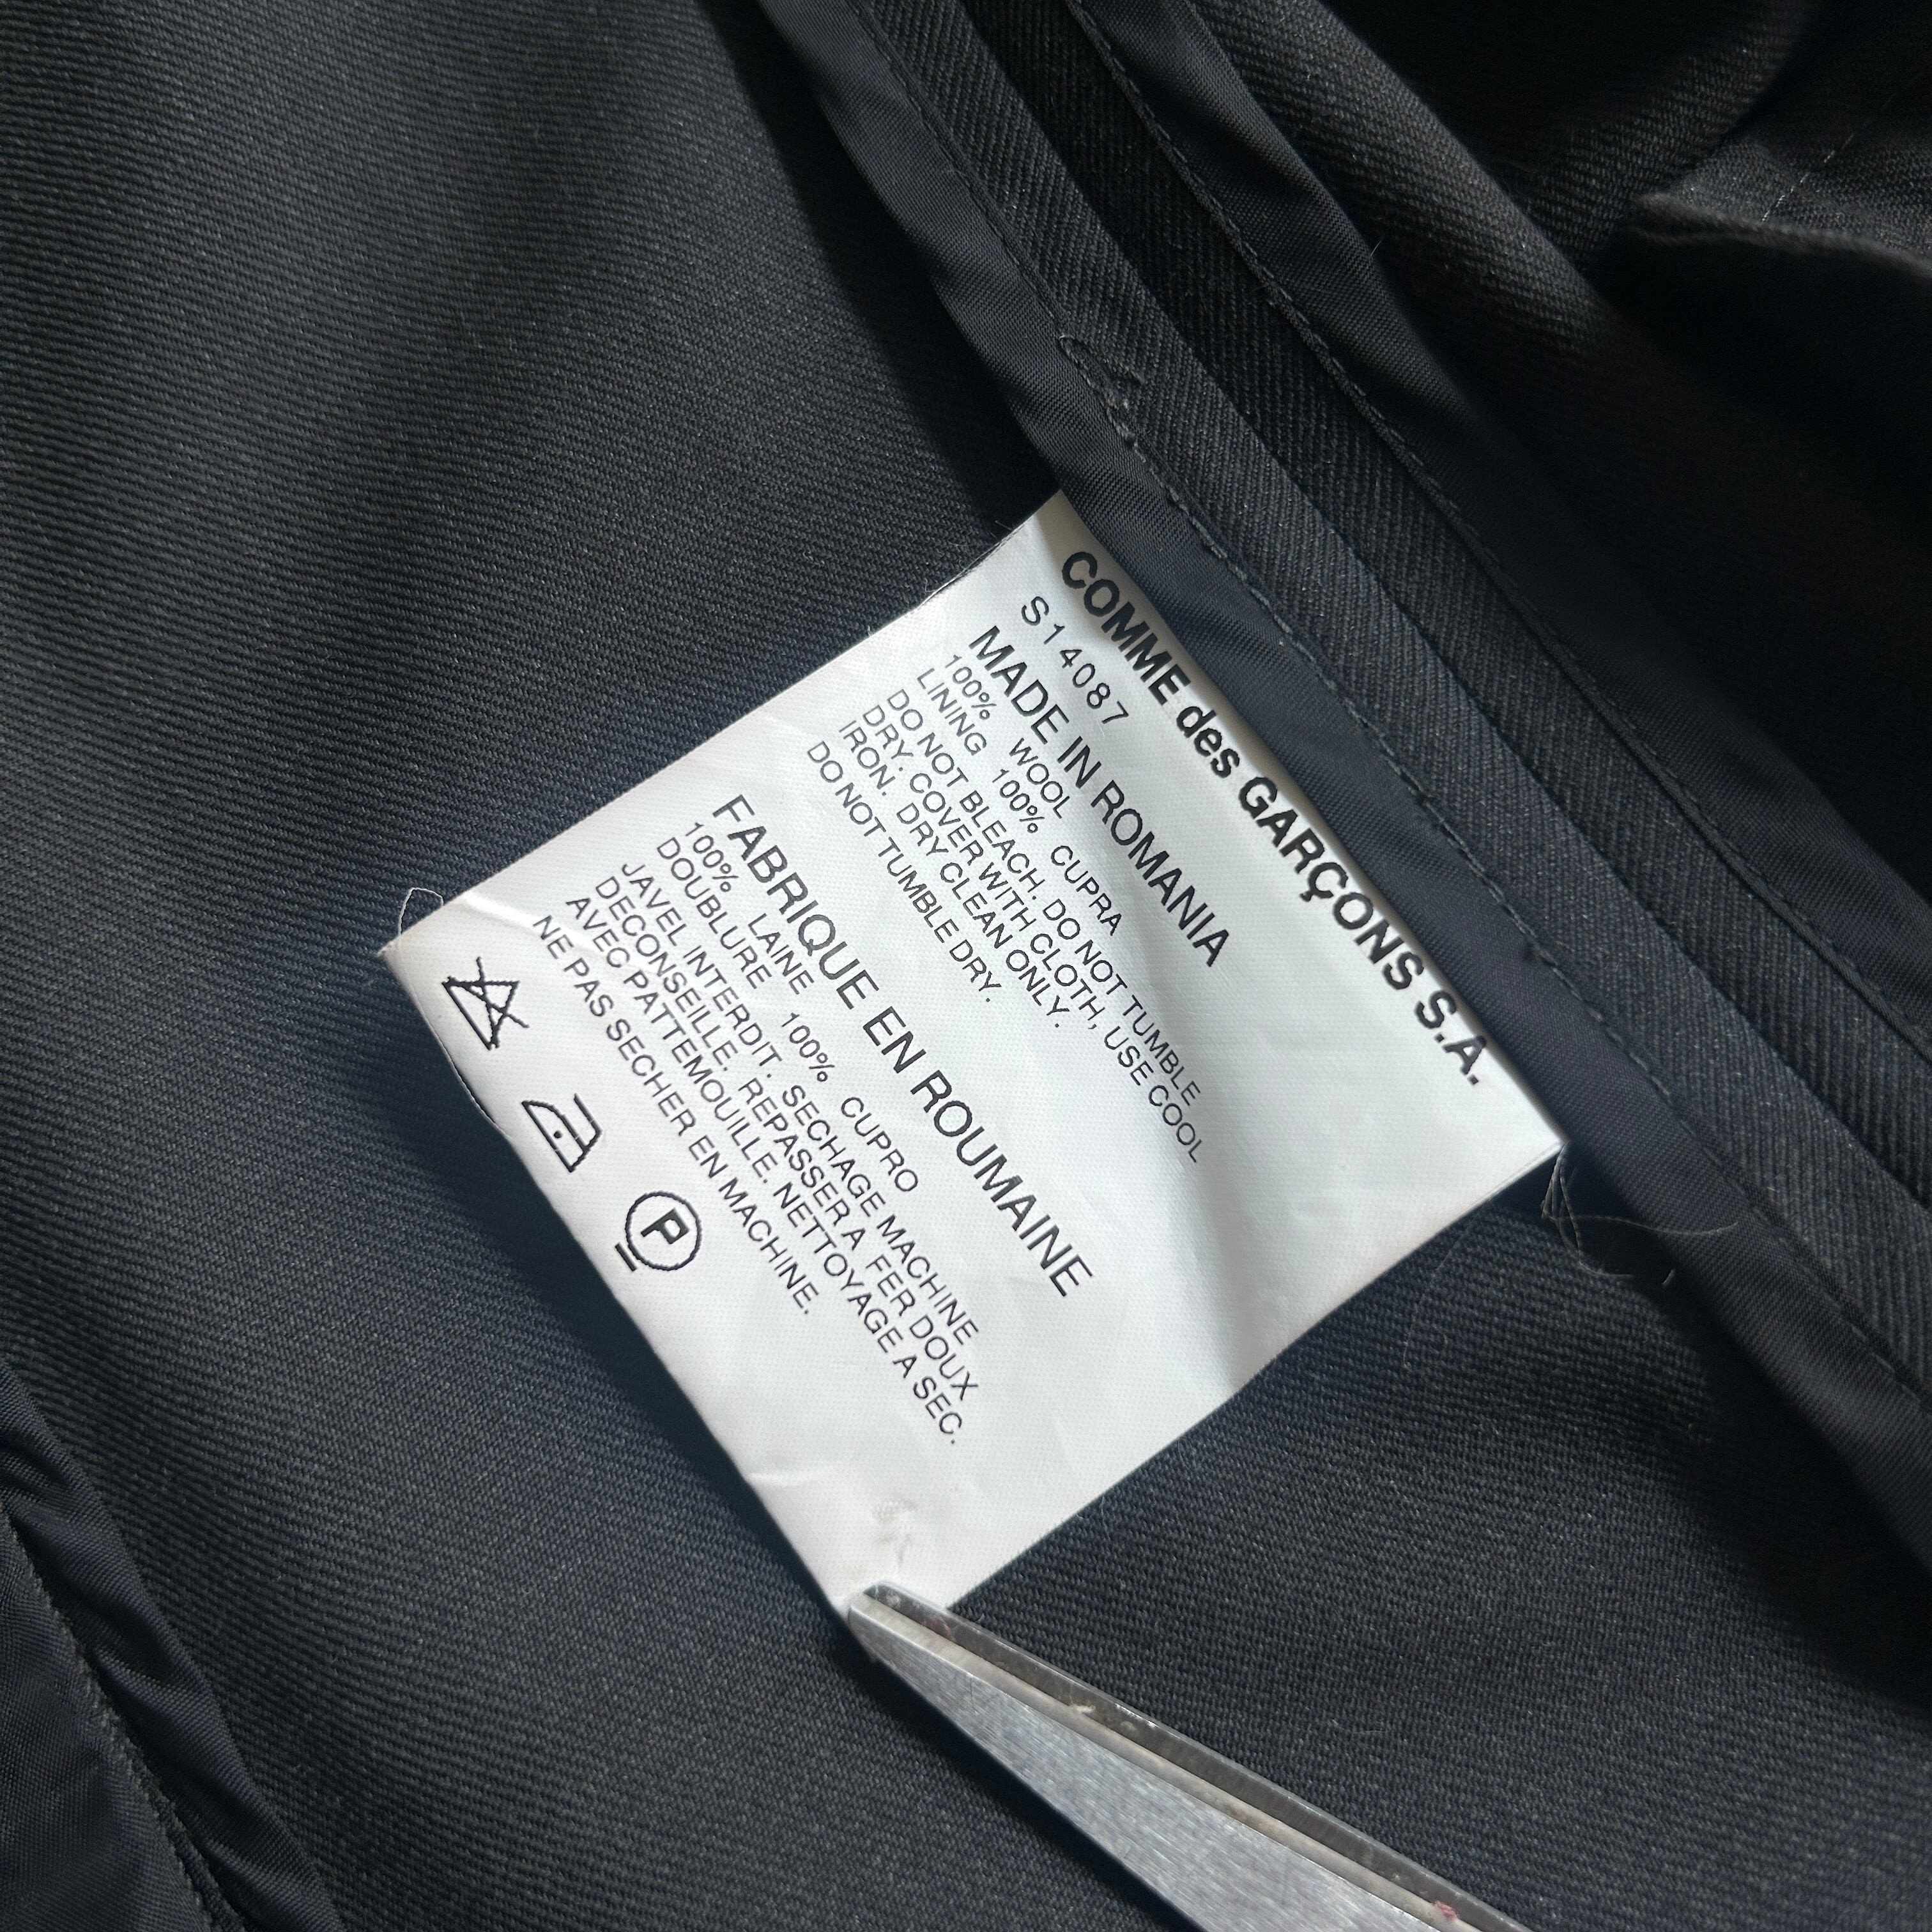 COMME des GARÇONS S.A.
S14087
MADE IN ROMANIA
100% WOOL
LINING 100% CUPRA
DO NOT BLEACH. DO NOT TUMBLE
DRY. COVER WITH CLOTH, USE COOL
IRON. DRY CLEAN ONLY.
DO NOT TUMBLE DRY.
FABRIQUE EN ROUMAINE
100% LAINE
DOUBLURE 100% CUPRO
JAVEL INTERDIT. SECHAGE MACHINE
DECONSEILLE. REPASSER A FER DOUX
AVEC PATTEMOUILLE. NETTOYAGE A SEC.
NE PAS SECHER EN MACHINE.
P